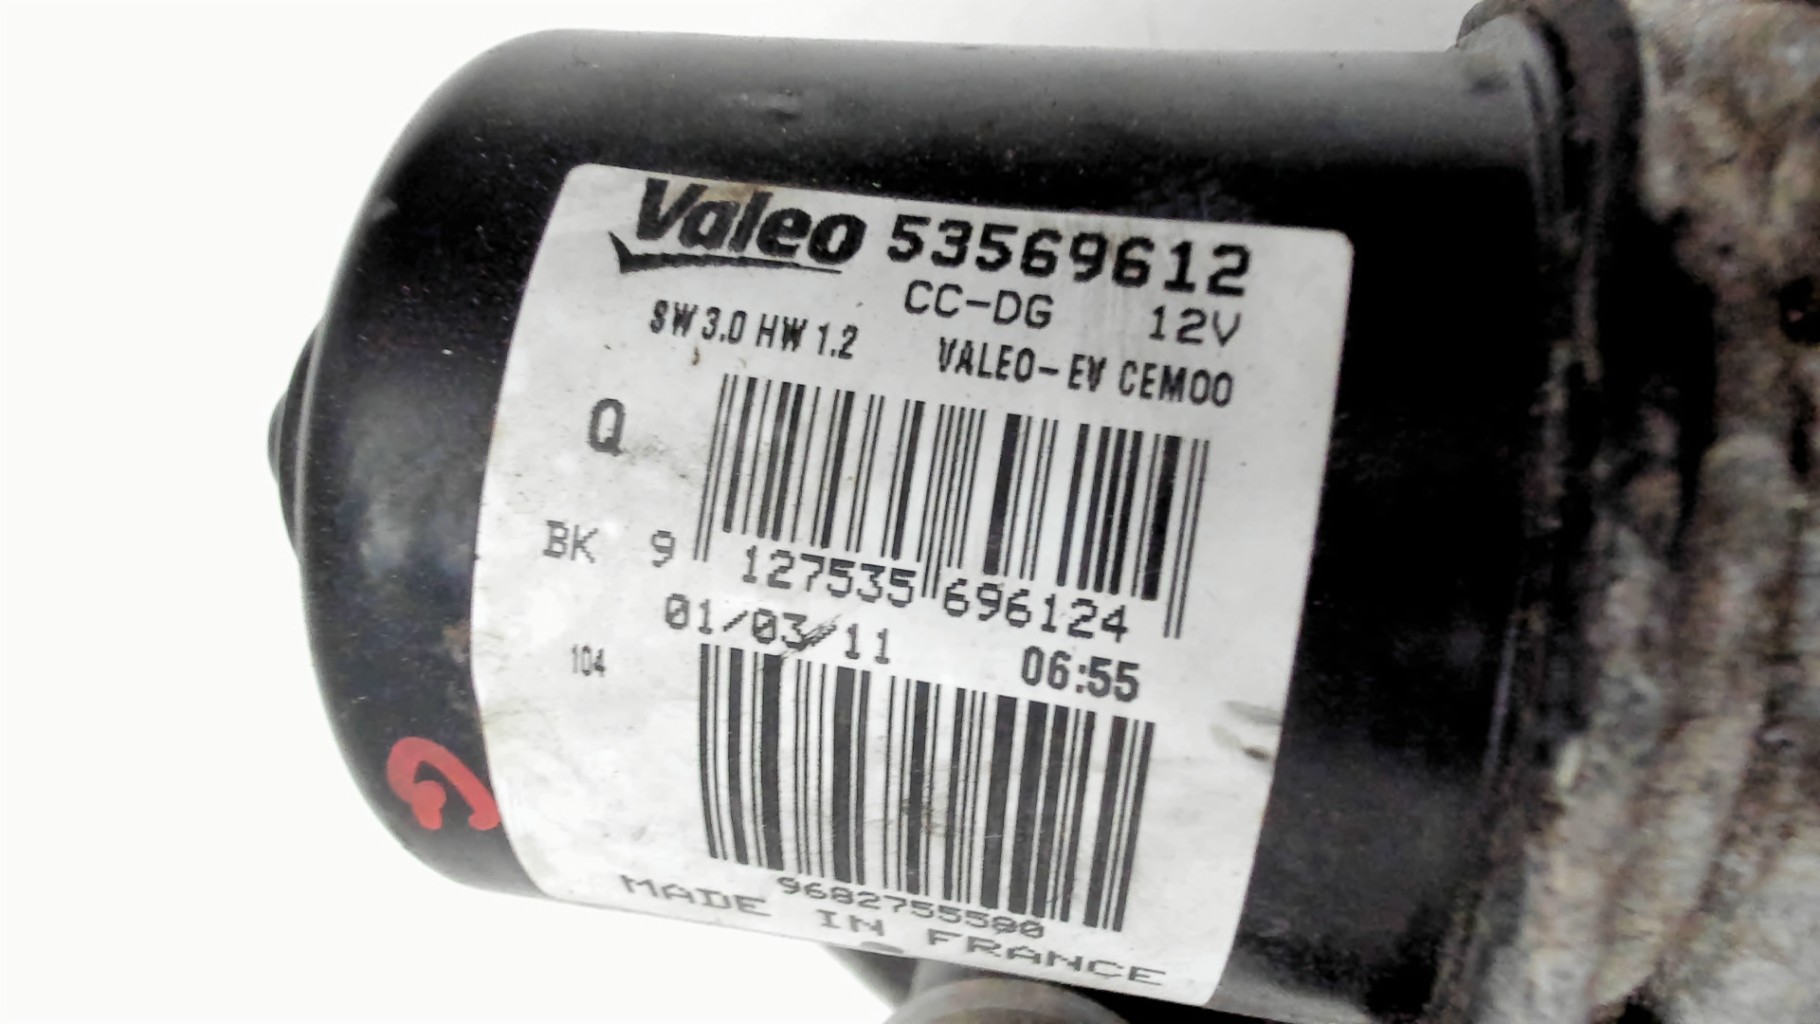 Valeo 53569612
CC-DG 12V
SW 3.0 HW 1.2 VALEO-EV CEM00
Q
BK 9 127535 696124
01/03/11 06:55
104
9682755580
MADE IN FRANCE